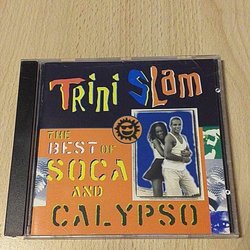 TRiNi SLAM
THE
BEST OF
SOCA
AND
CALYPSO